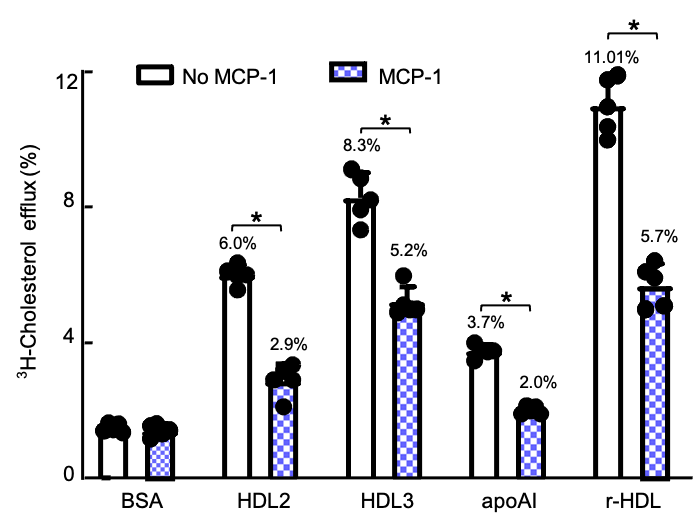 11.01%
*
12
No MCP-1
MCP-1
*
8.3%
³H-Cholesterol efflux (%)
8
*
6.0%
5.2%
5.7%
4
*
3.7%
2.9%
2.0%
0
BSA
HDL2
HDL3
apoAI
r-HDL